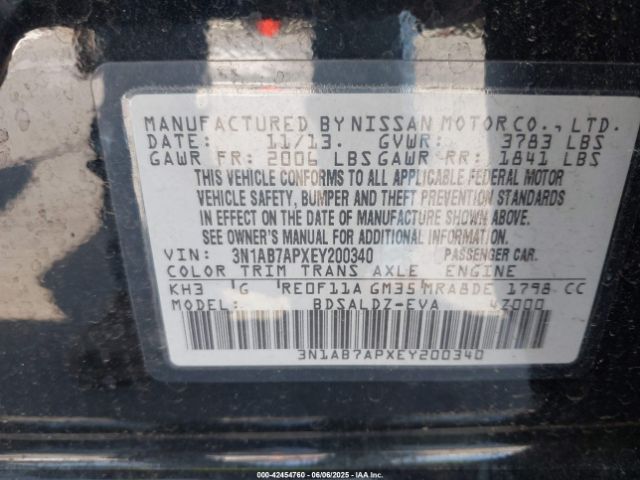 MANUFACTURED BY NISSAN MOTOR CO., LTD.
DATE: 11/13. GVWR: 3783 LBS
GAWR FR: 2006 LBS GAWR RR: 1841 LBS
THIS VEHICLE CONFORMS TO ALL APPLICABLE FEDERAL MOTOR
VEHICLE SAFETY, BUMPER AND THEFT PREVENTION STANDARDS
IN EFFECT ON THE DATE OF MANUFACTURE SHOWN ABOVE.
SEE OWNER'S MANUAL FOR ADDITIONAL INFORMATION
VIN: 3N1AB7APXEY200340 PASSENGER CAR.
COLOR TRIM TRANS AXLE ENGINE
KH3 G RE0F11A GM35 MRA8DE 1798 CC
MODEL: BDSALDZ-EVA 4Z000
3N1AB7APXEY200340
000-42454760 - 06/06/2025 - IAA Inc.